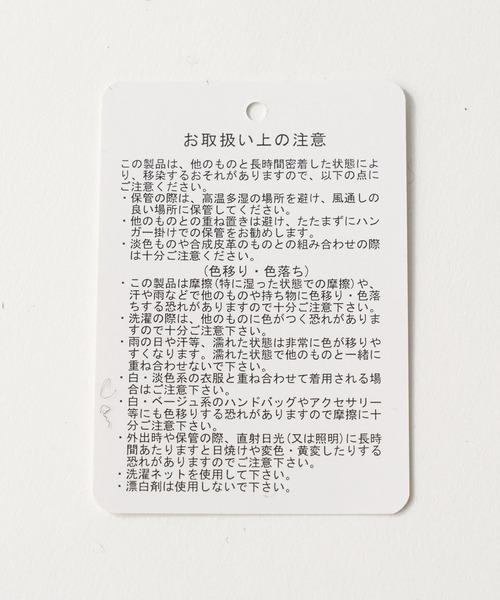 お取扱い上の注意
この製品は、他のものと長時間密着した状態によ
り、移染するおそれがありますので、以下の点に
ご注意ください。
・保管の際は、高温多湿の場所を避け、風通しの
良い場所に保管してください。
・他のものとの重ね置きは避け、たたまずにハン
ガー掛けでの保管をお勧めします。
・淡色ものや合成皮革のものとの組み合わせの際
は十分ご注意ください。
(色移り・色落ち)
・この製品は摩擦(特に湿った状態での摩擦)や、
汗や雨などで他のものや持ち物に色移り・色落
ちする恐れがありますので十分ご注意下さい。
・洗濯の際は、他のものに色がつく恐れがありま
すので十分ご注意下さい。
・雨の日や汗等、濡れた状態は非常に色が移りや
すくなります。濡れた状態で他のものと一緒に
重ね合わせないで下さい。
・白・淡色系の衣服と重ね合わせて着用される場
合はご注意下さい。
・白・ベージュ系のハンドバッグやアクセサリー
等にも色移りする恐れがありますので摩擦に十
分ご注意下さい。
・外出時や保管の際、直射日光(又は照明)に長時
間あたりますと日焼けや変色・黄変したりする
恐れがありますのでご注意下さい。
・洗濯ネットを使用して下さい。
・漂白剤は使用しないで下さい。